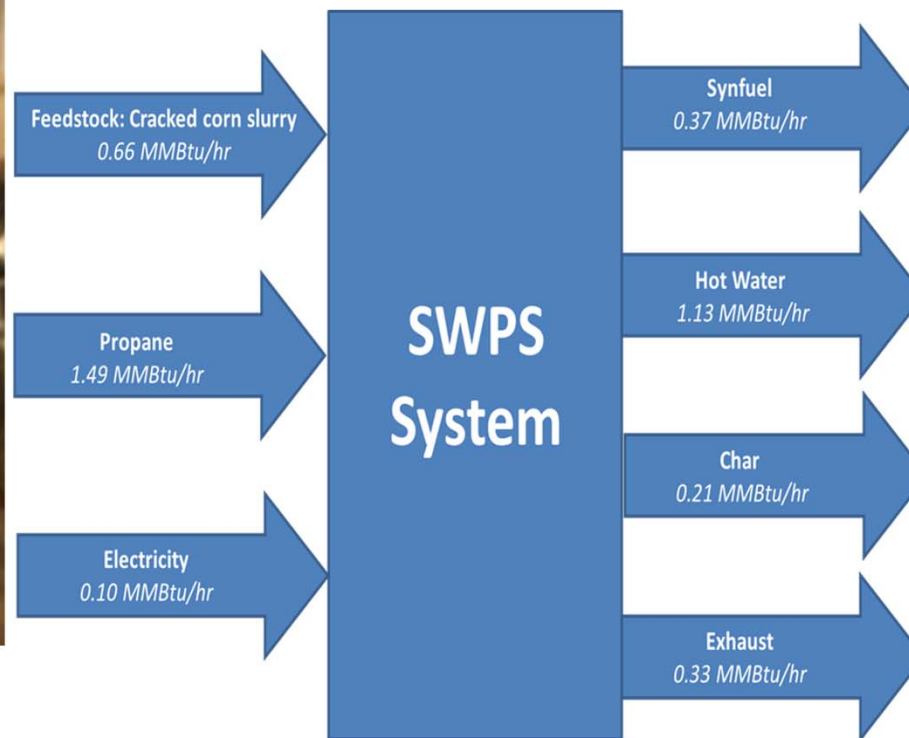 Feedstock: Cracked corn slurry
0.66 MMBtu/hr
Propane
1.49 MMBtu/hr
Electricity
0.10 MMBtu/hr
SWPS
System
Synfuel
0.37 MMBtu/hr
Hot Water
1.13 MMBtu/hr
Char
0.21 MMBtu/hr
Exhaust
0.33 MMBtu/hr